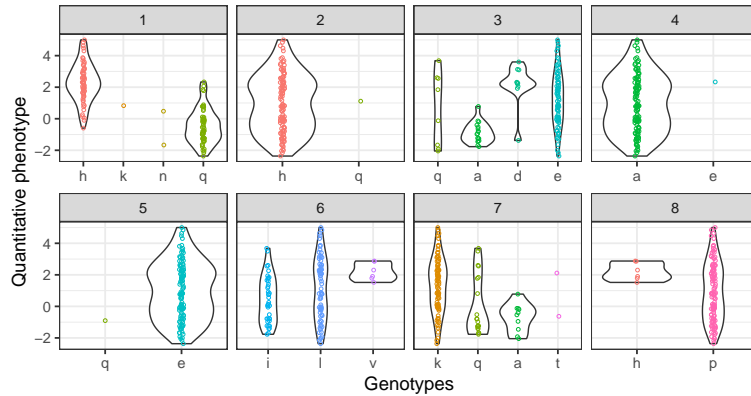 1 2 3 4
4
2
0
−2
h k n q h q q a d e a e
5 6 7 8
4
2
0
−2
q e i l v k q a t h p
Quantitative phenotype
Genotypes